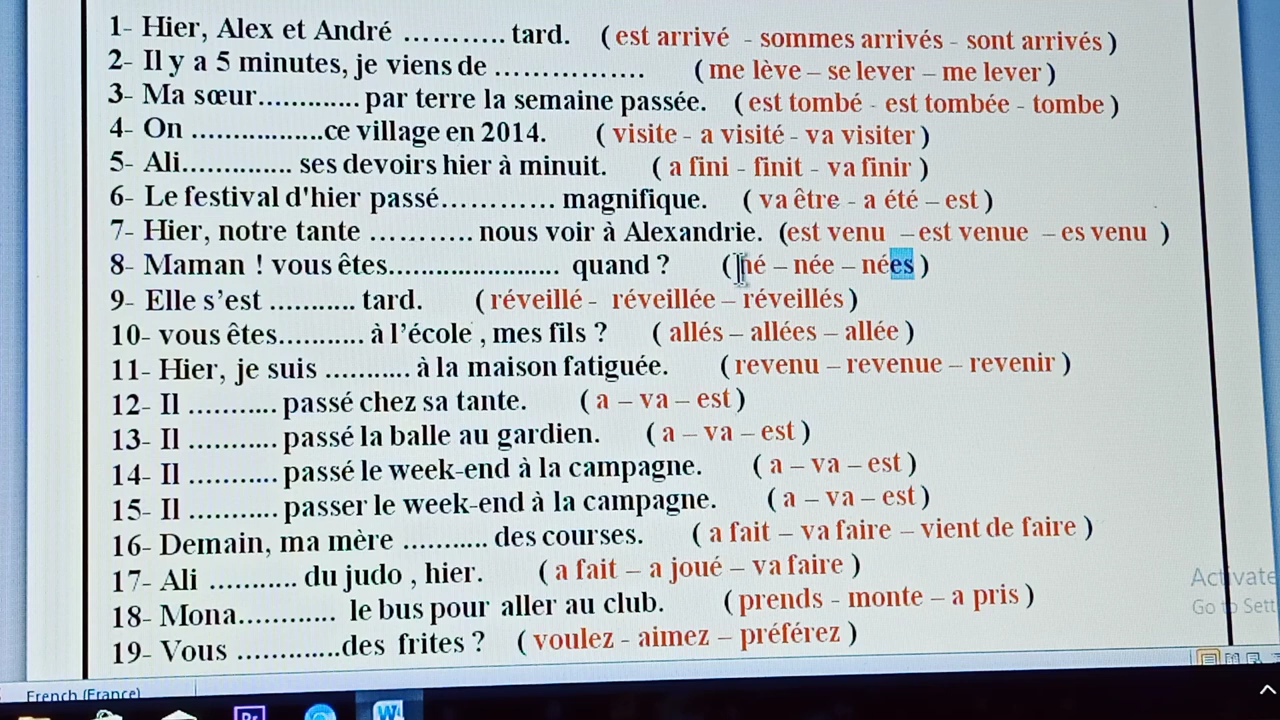 1- Hier, Alex et André ........... tard. ( est arrivé - sommes arrivés - sont arrivés )
2- Il y a 5 minutes, je viens de ................ ( me lève – se lever – me lever )
3- Ma sœur............. par terre la semaine passée. ( est tombé - est tombée - tombe )
4- On .................ce village en 2014. ( visite - a visité - va visiter )
5- Ali.............. ses devoirs hier à minuit. ( a fini - finit - va finir )
6- Le festival d'hier passé............ magnifique. ( va être - a été – est )
7- Hier, notre tante ........... nous voir à Alexandrie. (est venu – est venue – es venu )
8- Maman ! vous êtes...................... quand ? ( né – née – nées )
9- Elle s’est ........... tard. ( réveillé - réveillée – réveillés )
10- vous êtes........... à l’école , mes fils ? ( allés – allées – allée )
11- Hier, je suis ........... à la maison fatiguée. ( revenu – revenue – revenir )
12- Il ........... passé chez sa tante. ( a – va – est )
13- Il ........... passé la balle au gardien. ( a – va – est )
14- Il ........... passé le week-end à la campagne. ( a – va – est )
15- Il ........... passer le week-end à la campagne. ( a – va – est )
16- Demain, ma mère ........... des courses. ( a fait – va faire – vient de faire )
17- Ali ........... du judo , hier. ( a fait – a joué – va faire )
18- Mona............ le bus pour aller au club. ( prends - monte – a pris )
19- Vous .............des frites ? ( voulez - aimez – préférez )
Activate
Go to Sett
French (France)
Pr
W